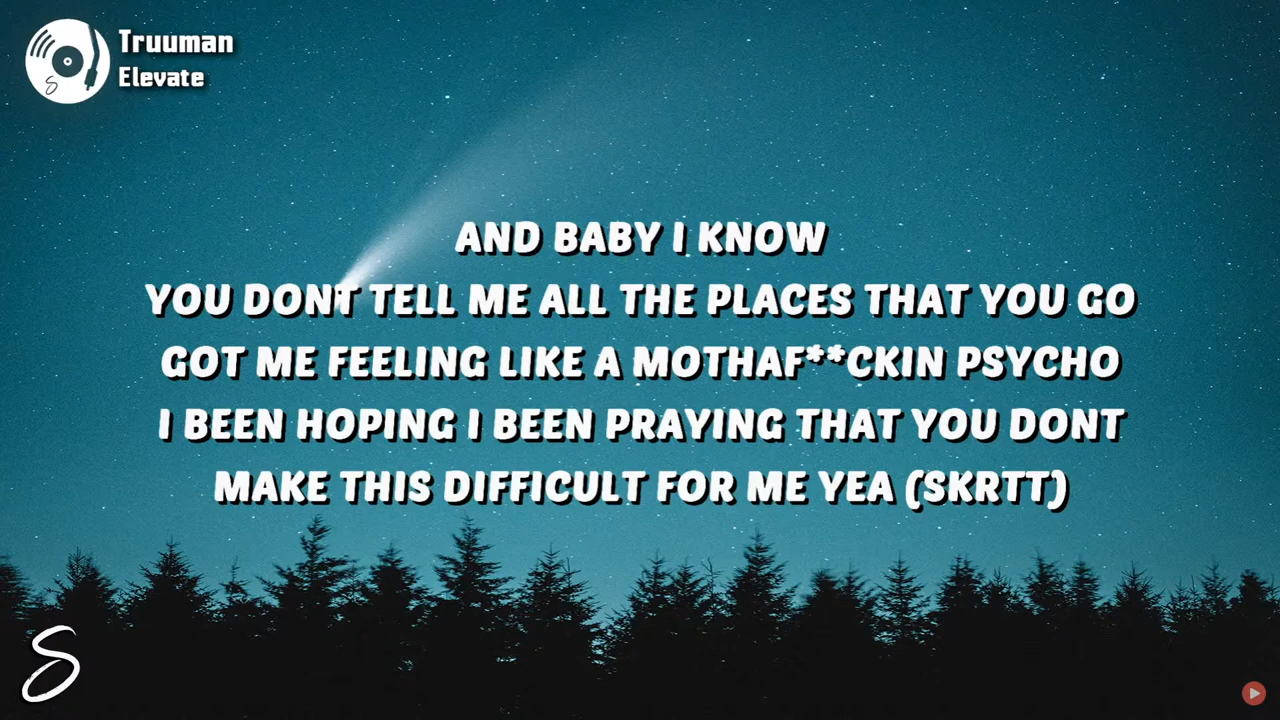 Truuman
Elevate
AND BABY I KNOW
YOU DONT TELL ME ALL THE PLACES THAT YOU GO
GOT ME FEELING LIKE A MOTHAF**CKIN PSYCHO
I BEEN HOPING I BEEN PRAYING THAT YOU DONT
MAKE THIS DIFFICULT FOR ME YEA (SKRTT)
S